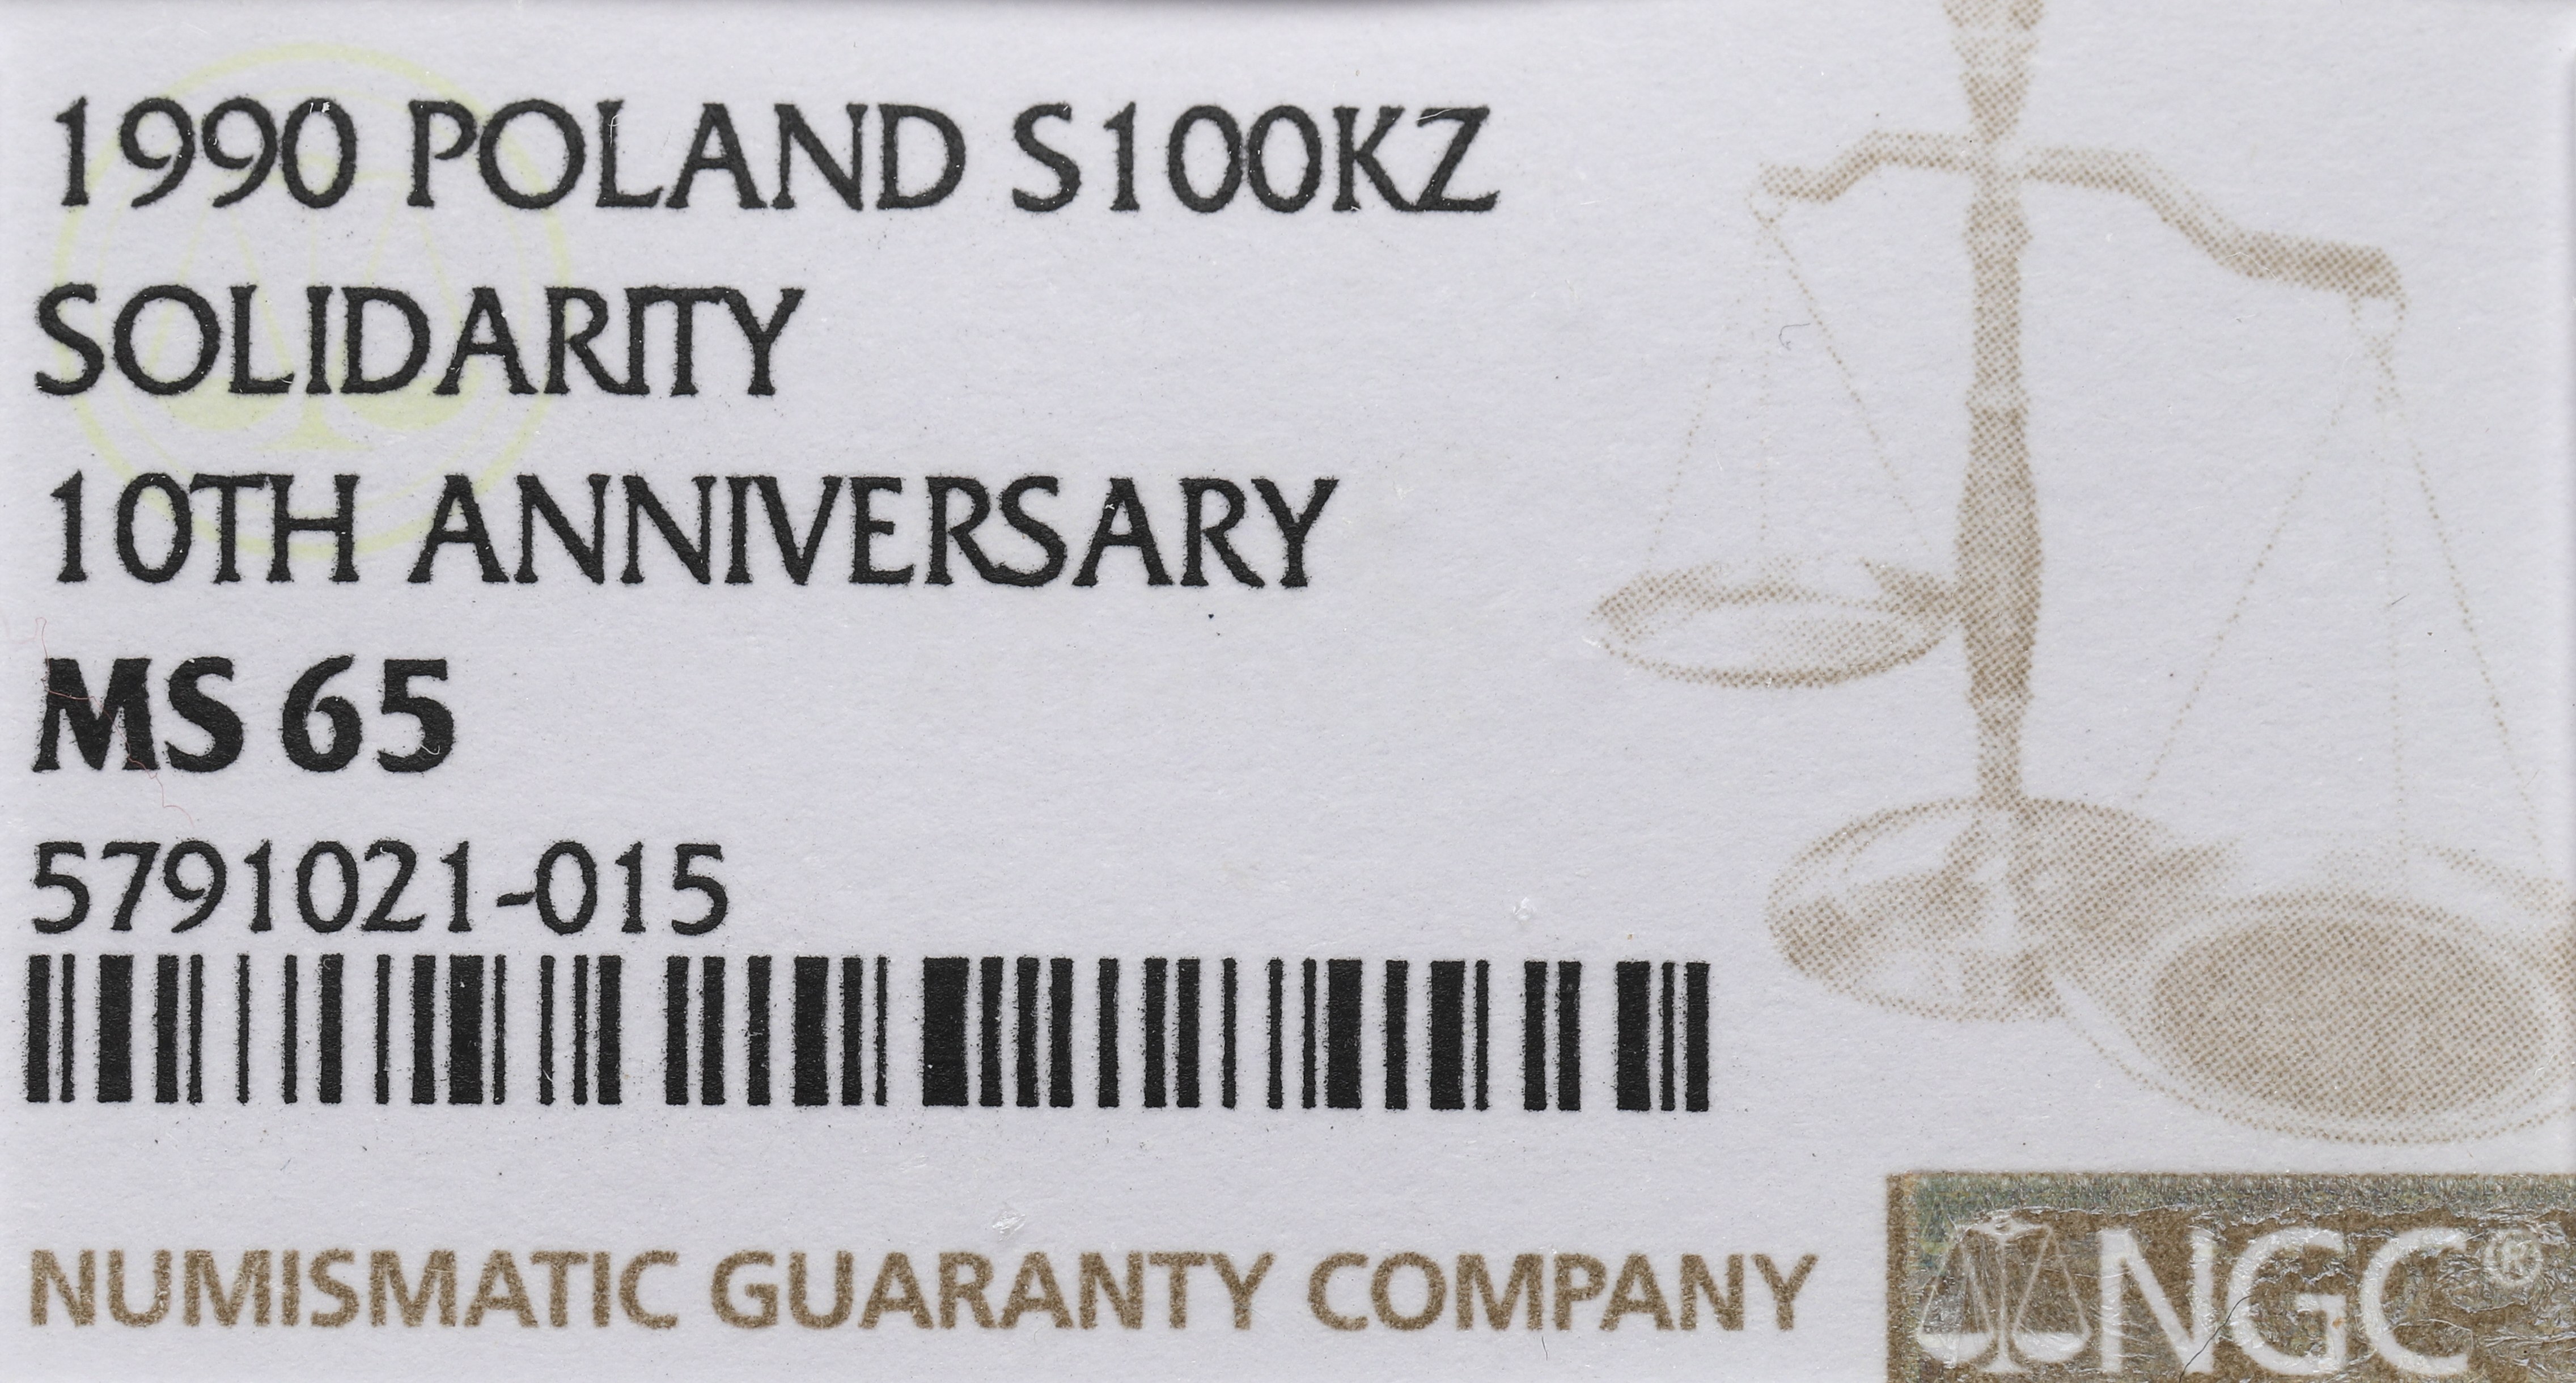 1990 POLAND S100KZ
SOLIDARITY
10TH ANNIVERSARY
MS 65
5791021-015
NUMISMATIC GUARANTY COMPANY
NGC®